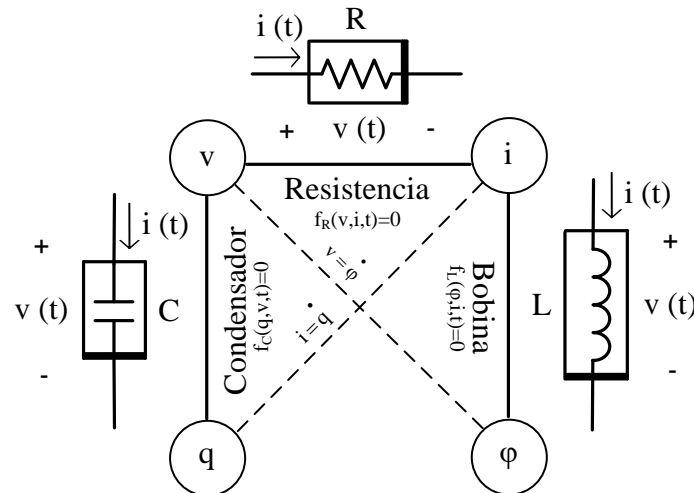 R
i (t)
+ v (t) -
v
i
Resistencia
f_R(v,i,t)=0
i (t)
+
v (t)
-
C
Condensador
f_C(q,v,t)=0
v = φ̇
i = q̇
Bobina
f_L(φ,i,t)=0
L
i (t)
+
v (t)
-
q
φ